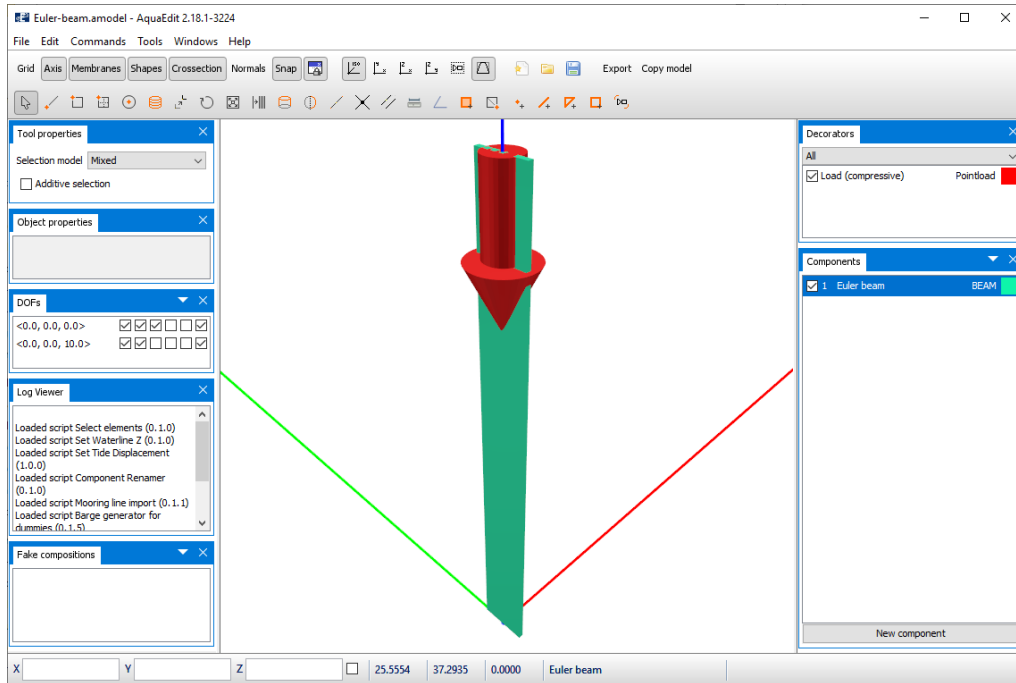 Euler-beam.amodel - AquaEdit 2.18.1-3224
File Edit Commands Tools Windows Help
Grid Axis Membranes Shapes Crossection Normals Snap Export Copy model
Tool properties
Selection model Mixed
Additive selection
Object properties
DOFs
<0.0, 0.0, 0.0>
<0.0, 0.0, 10.0>
Log Viewer
Loaded script Select elements (0.1.0)
Loaded script Set Waterline Z (0.1.0)
Loaded script Set Tide Displacement
(1.0.0)
Loaded script Component Renamer
(0.1.0)
Loaded script Mooring line import (0.1.1)
Loaded script Barge generator for
dummies (0.1.5)
Fake compositions
Decorators
All
Load (compressive) Pointload
Components
1 Euler beam BEAM
New component
X Y Z 25.5554 37.2935 0.0000 Euler beam